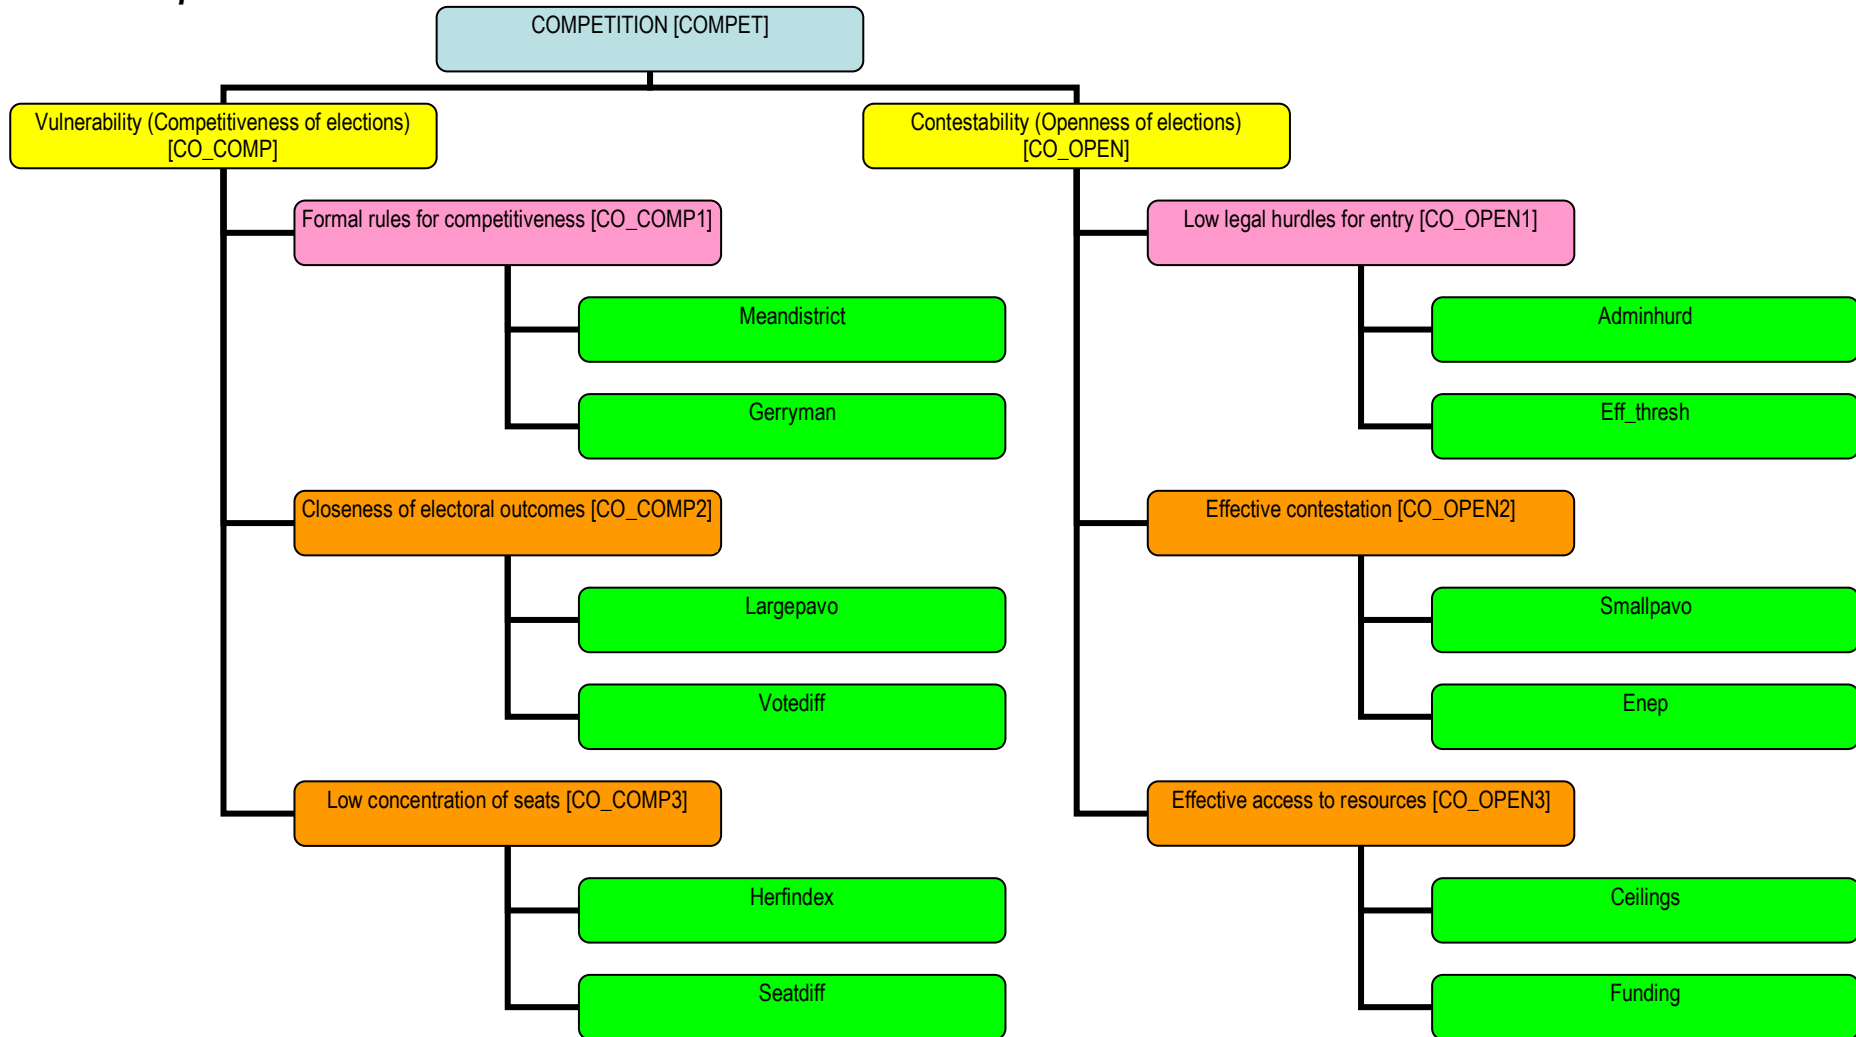 COMPETITION [COMPET]
Vulnerability (Competitiveness of elections)
[CO_COMP]
Contestability (Openness of elections)
[CO_OPEN]
Formal rules for competitiveness [CO_COMP1]
Low legal hurdles for entry [CO_OPEN1]
Meandistrict
Adminhurd
Gerryman
Eff_thresh
Closeness of electoral outcomes [CO_COMP2]
Effective contestation [CO_OPEN2]
Largepavo
Smallpavo
Votediff
Enep
Low concentration of seats [CO_COMP3]
Effective access to resources [CO_OPEN3]
Herfindex
Ceilings
Seatdiff
Funding